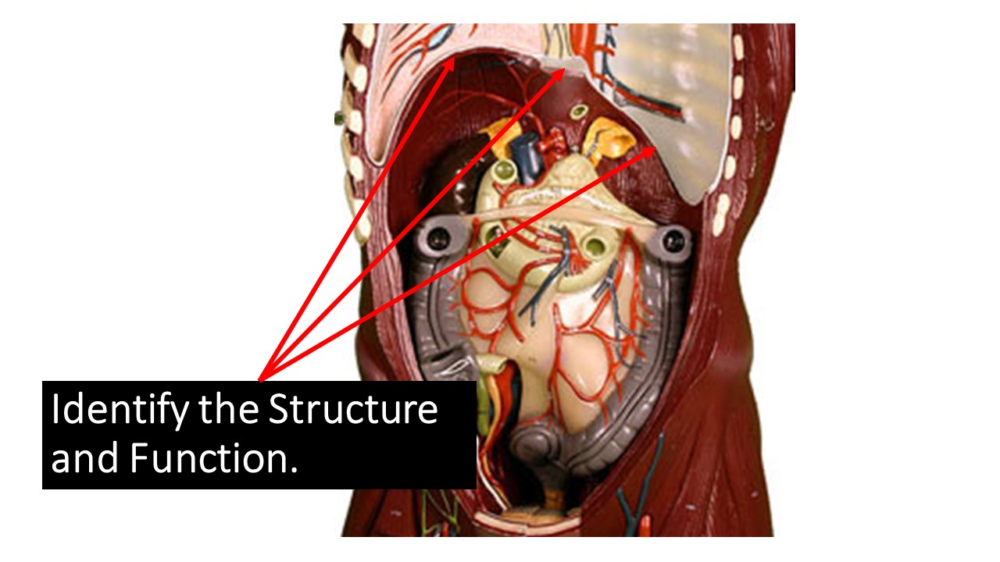 Identify the Structure
and Function.